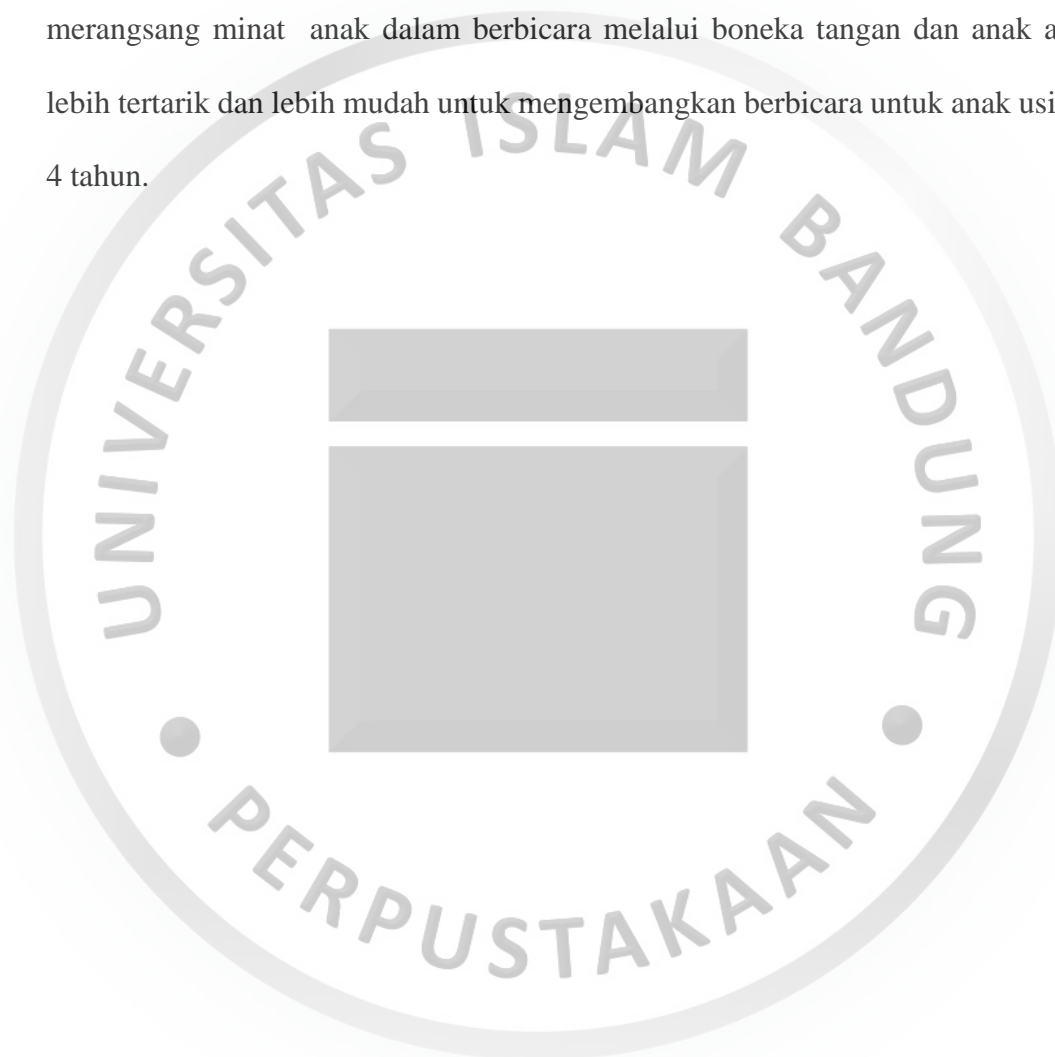 merangsang minat anak dalam berbicara melalui boneka tangan dan anak
lebih tertarik dan lebih mudah untuk mengembangkan berbicara untuk anak
4 tahun.
UNIVERSITAS ISLAM BANDUNG
PERPUSTAKAAN